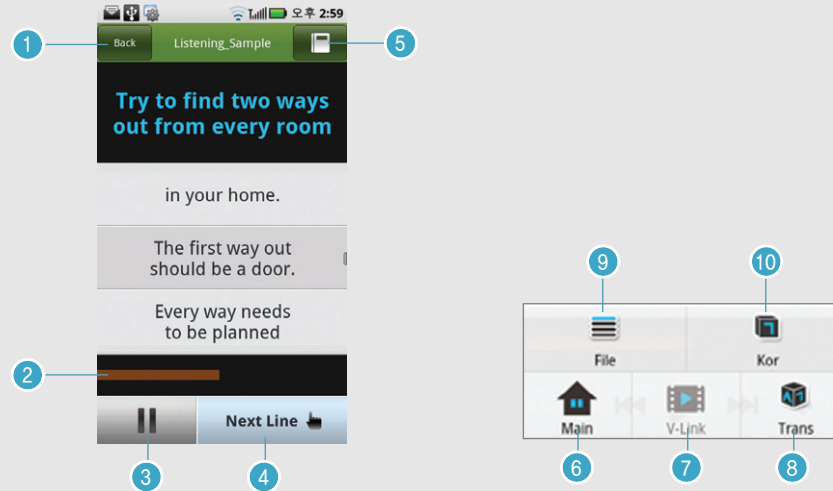 오후 2:59
1
Back
Listening_Sample
5
Try to find two ways
out from every room
in your home.
The first way out
should be a door.
Every way needs
to be planned
2
Next Line
3
4
9
10
File
Kor
Main
V-Link
Trans
6
7
8